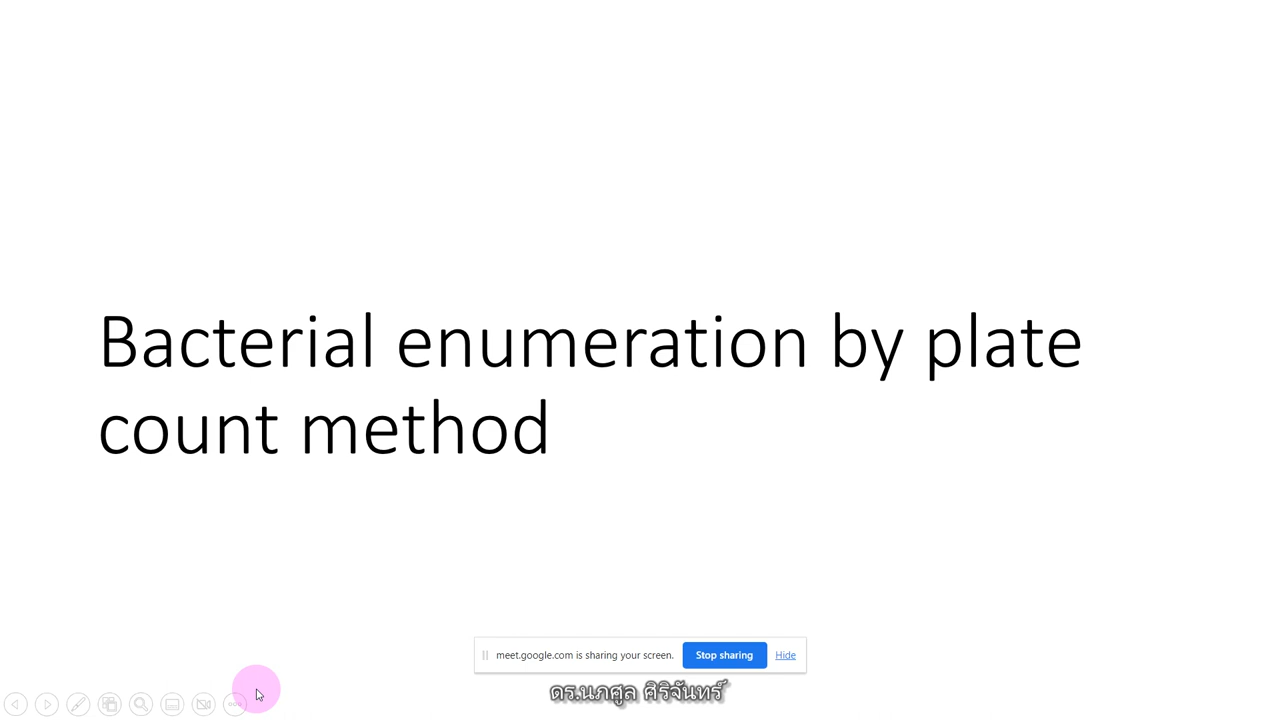 Bacterial enumeration by plate
count method
meet.google.com is sharing your screen. Stop sharing Hide
ดร.นภศูล ศิริจันทร์